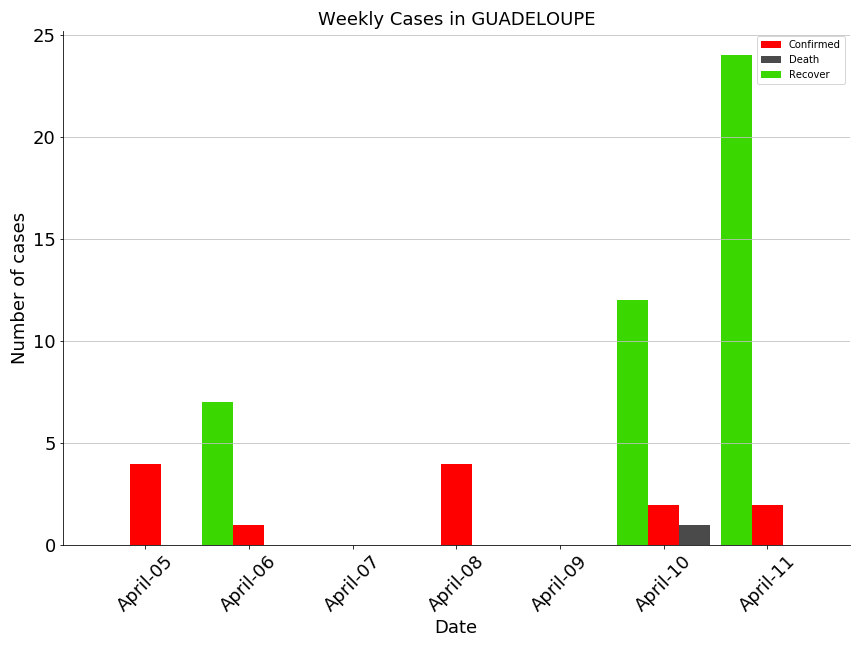 Weekly Cases in GUADELOUPE
Confirmed
Death
Recover
Number of cases
25
20
15
10
5
0
April-05
April-06
April-07
April-08
April-09
April-10
April-11
Date